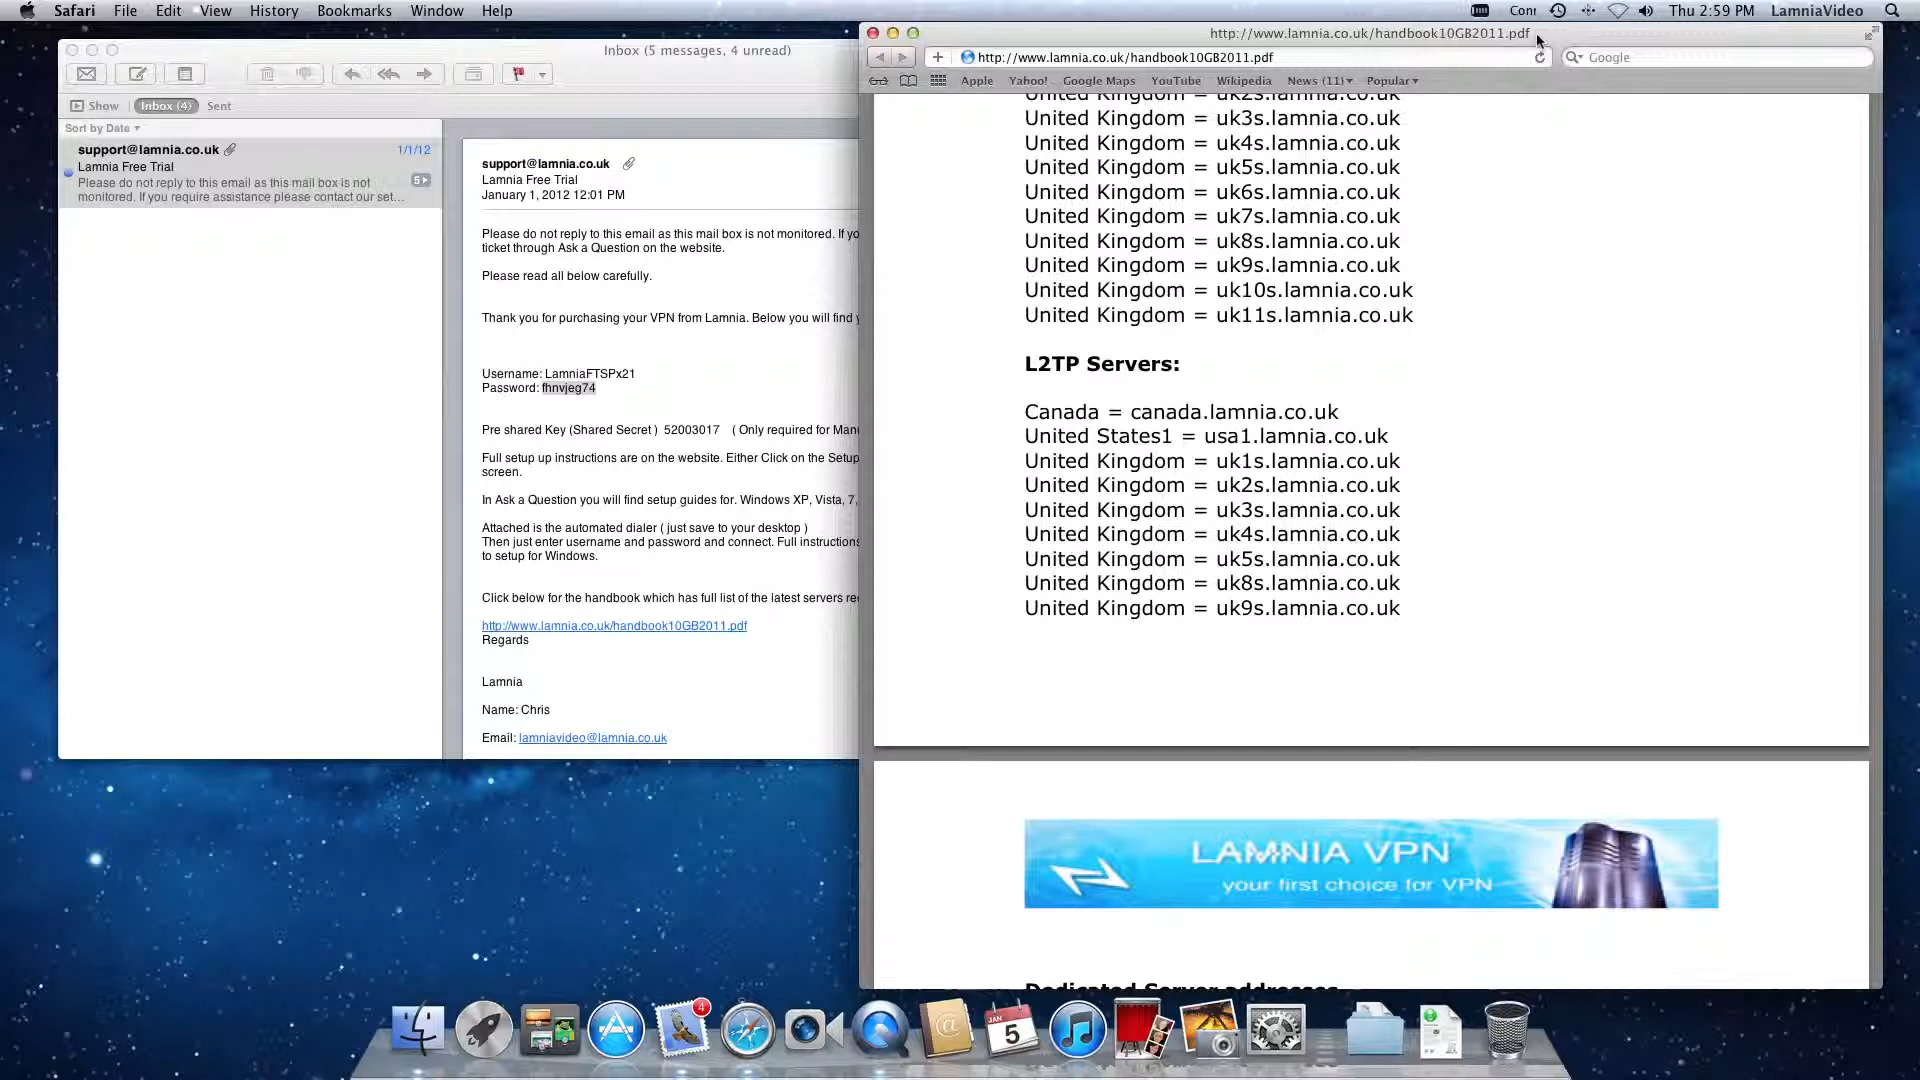 Safari File Edit View History Bookmarks Window Help
Thu 2:59 PM LamniaVideo
Inbox (5 messages, 4 unread)
Show Inbox (4) Sent
Sort by Date
support@lamnia.co.uk 1/1/12
Lamnia Free Trial
Please do not reply to this email as this mail box is not
monitored. If you require assistance please contact our set...
5
support@lamnia.co.uk
Lamnia Free Trial
January 1, 2012 12:01 PM
Please do not reply to this email as this mail box is not monitored. If yo
ticket through Ask a Question on the website.
Please read all below carefully.
Thank you for purchasing your VPN from Lamnia. Below you will find
Username: LamniaFTSPx21
Password: fhnvjeg74
Pre shared Key (Shared Secret ) 52003017 ( Only required for Man
Full setup up instructions are on the website. Either Click on the Setup
screen.
In Ask a Question you will find setup guides for. Windows XP, Vista, 7,
Attached is the automated dialer ( just save to your desktop )
Then just enter username and password and connect. Full instructions
to setup for Windows.
Click below for the handbook which has full list of the latest servers re
http://www.lamnia.co.uk/handbook10GB2011.pdf
Regards
Lamnia
Name: Chris
Email: lamniavideo@lamnia.co.uk
http://www.lamnia.co.uk/handbook10GB2011.pdf
http://www.lamnia.co.uk/handbook10GB2011.pdf Google
Apple Yahoo! Google Maps YouTube Wikipedia News (11) Popular
United Kingdom = uk2s.lamnia.co.uk
United Kingdom = uk3s.lamnia.co.uk
United Kingdom = uk4s.lamnia.co.uk
United Kingdom = uk5s.lamnia.co.uk
United Kingdom = uk6s.lamnia.co.uk
United Kingdom = uk7s.lamnia.co.uk
United Kingdom = uk8s.lamnia.co.uk
United Kingdom = uk9s.lamnia.co.uk
United Kingdom = uk10s.lamnia.co.uk
United Kingdom = uk11s.lamnia.co.uk
L2TP Servers:
Canada = canada.lamnia.co.uk
United States1 = usa1.lamnia.co.uk
United Kingdom = uk1s.lamnia.co.uk
United Kingdom = uk2s.lamnia.co.uk
United Kingdom = uk3s.lamnia.co.uk
United Kingdom = uk4s.lamnia.co.uk
United Kingdom = uk5s.lamnia.co.uk
United Kingdom = uk8s.lamnia.co.uk
United Kingdom = uk9s.lamnia.co.uk
LAMNIA VPN
your first choice for VPN
Dedicated Server addresses
4
JAN
5